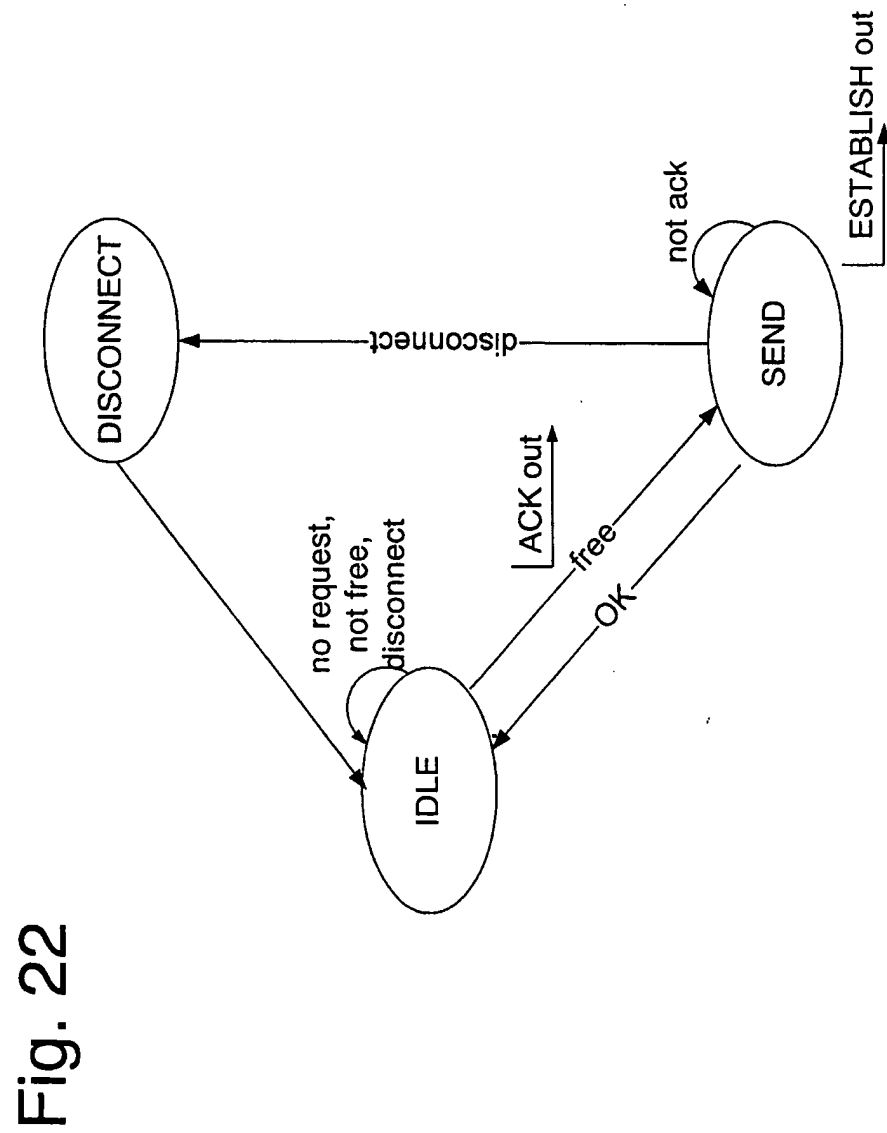 Fig. 22
DISCONNECT
disconnect
no request,
not free,
disconnect
IDLE
ACK out
free
OK
not ack
SEND
ESTABLISH out